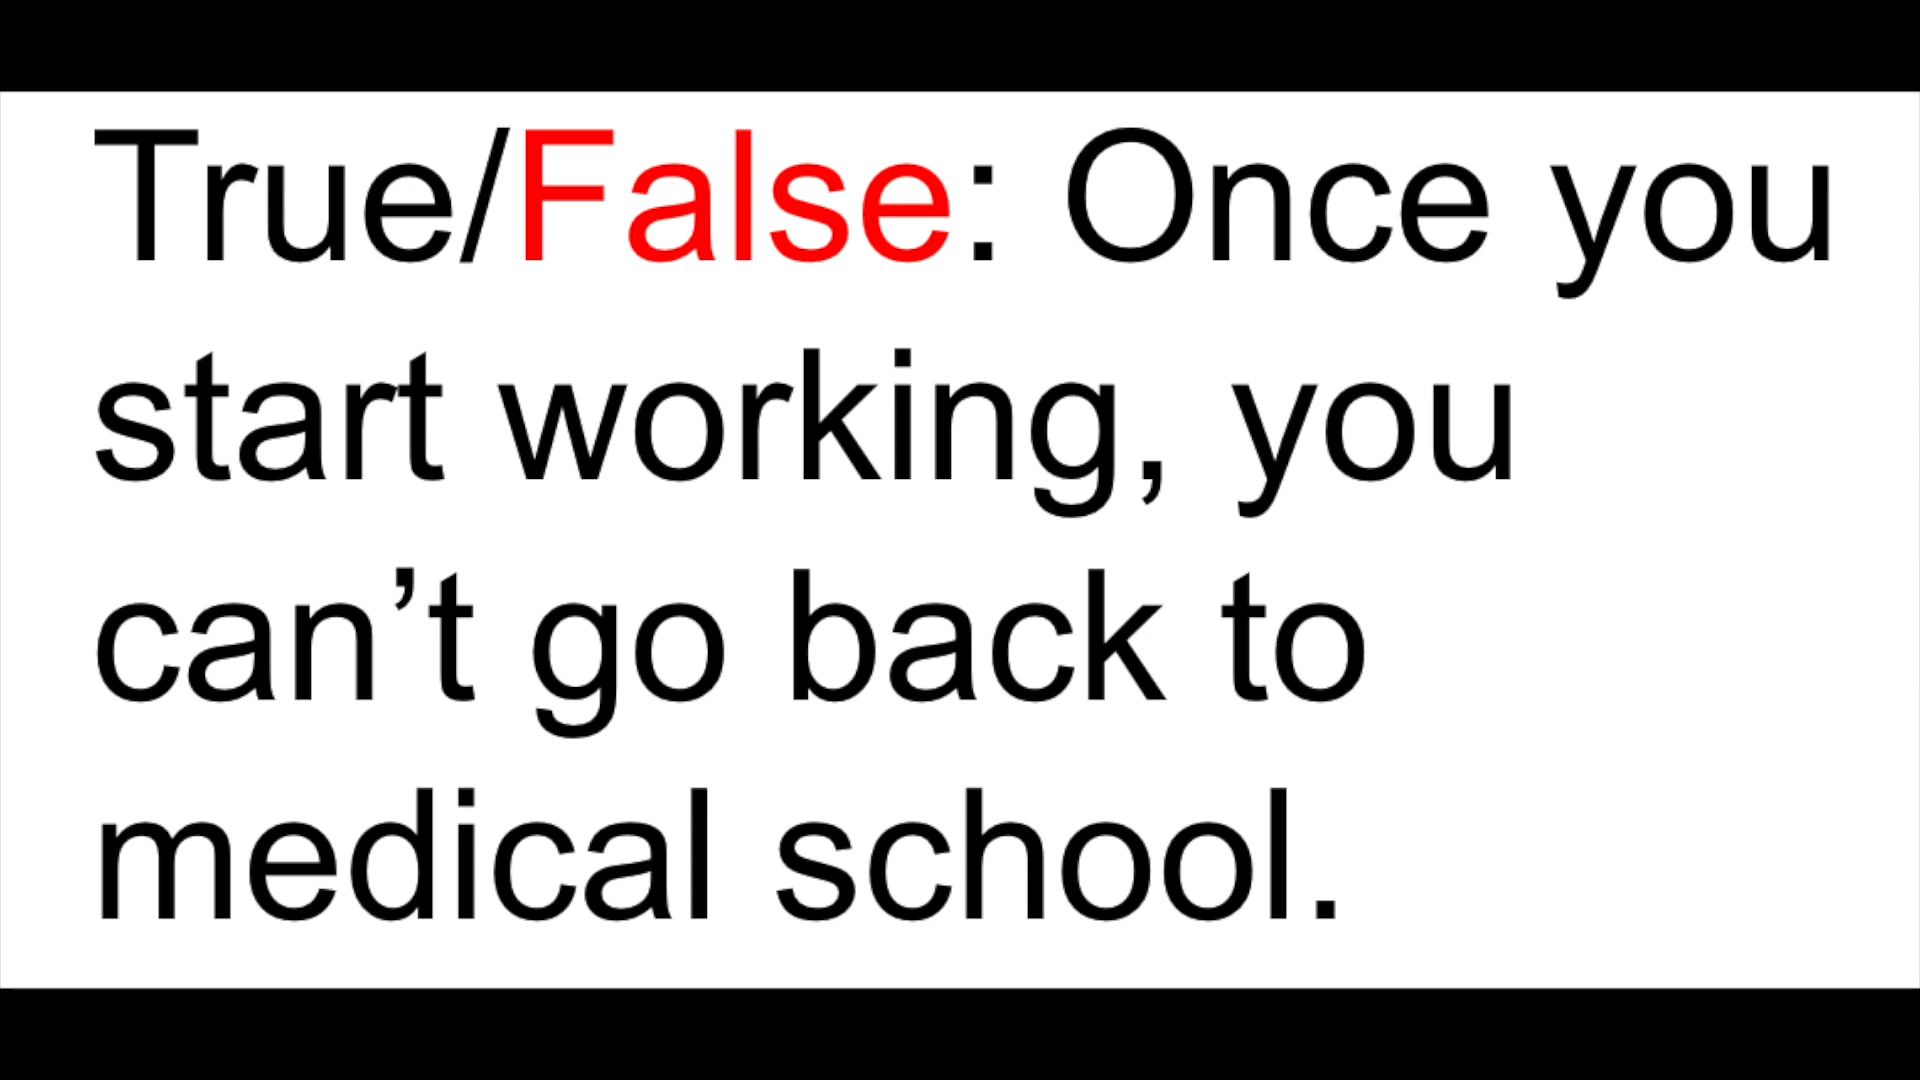 True/False: Once you
start working, you
can’t go back to
medical school.